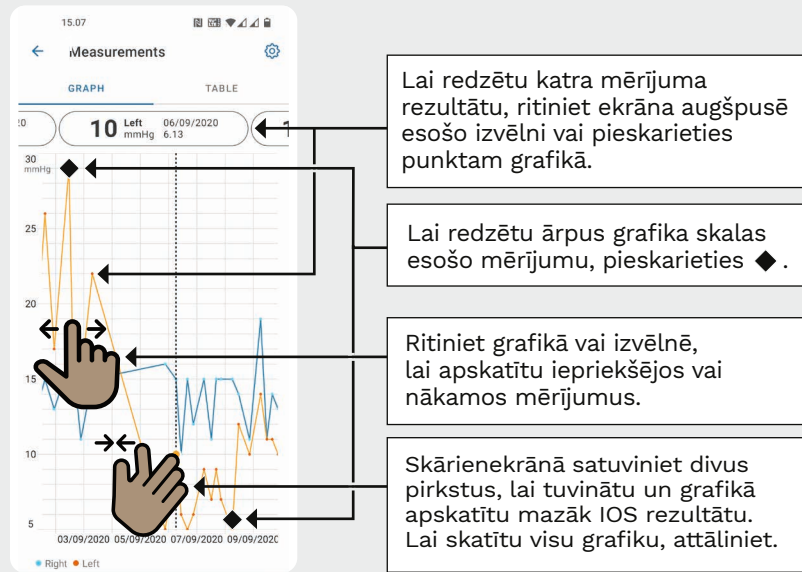 15.07
Measurements
GRAPH
TABLE
10 Left mmHg 06/09/2020 6.13
30
mmHg
25
20
15
10
5
03/09/2020 05/09/2020 07/09/2020 09/09/2020
Right Left
Lai redzētu katra mērījuma
rezultātu, ritiniet ekrāna augšpusē
esošo izvēlni vai pieskarieties
punktam grafikā.
Lai redzētu ārpus grafika skalas
esošo mērījumu, pieskarieties ◆ .
Ritiniet grafikā vai izvēlnē,
lai apskatītu iepriekšējos vai
nākamos mērījumus.
Skārienekrānā satuviniet divus
pirkstus, lai tuvinātu un grafikā
apskatītu mazāk IOS rezultātu.
Lai skatītu visu grafiku, attāliniet.